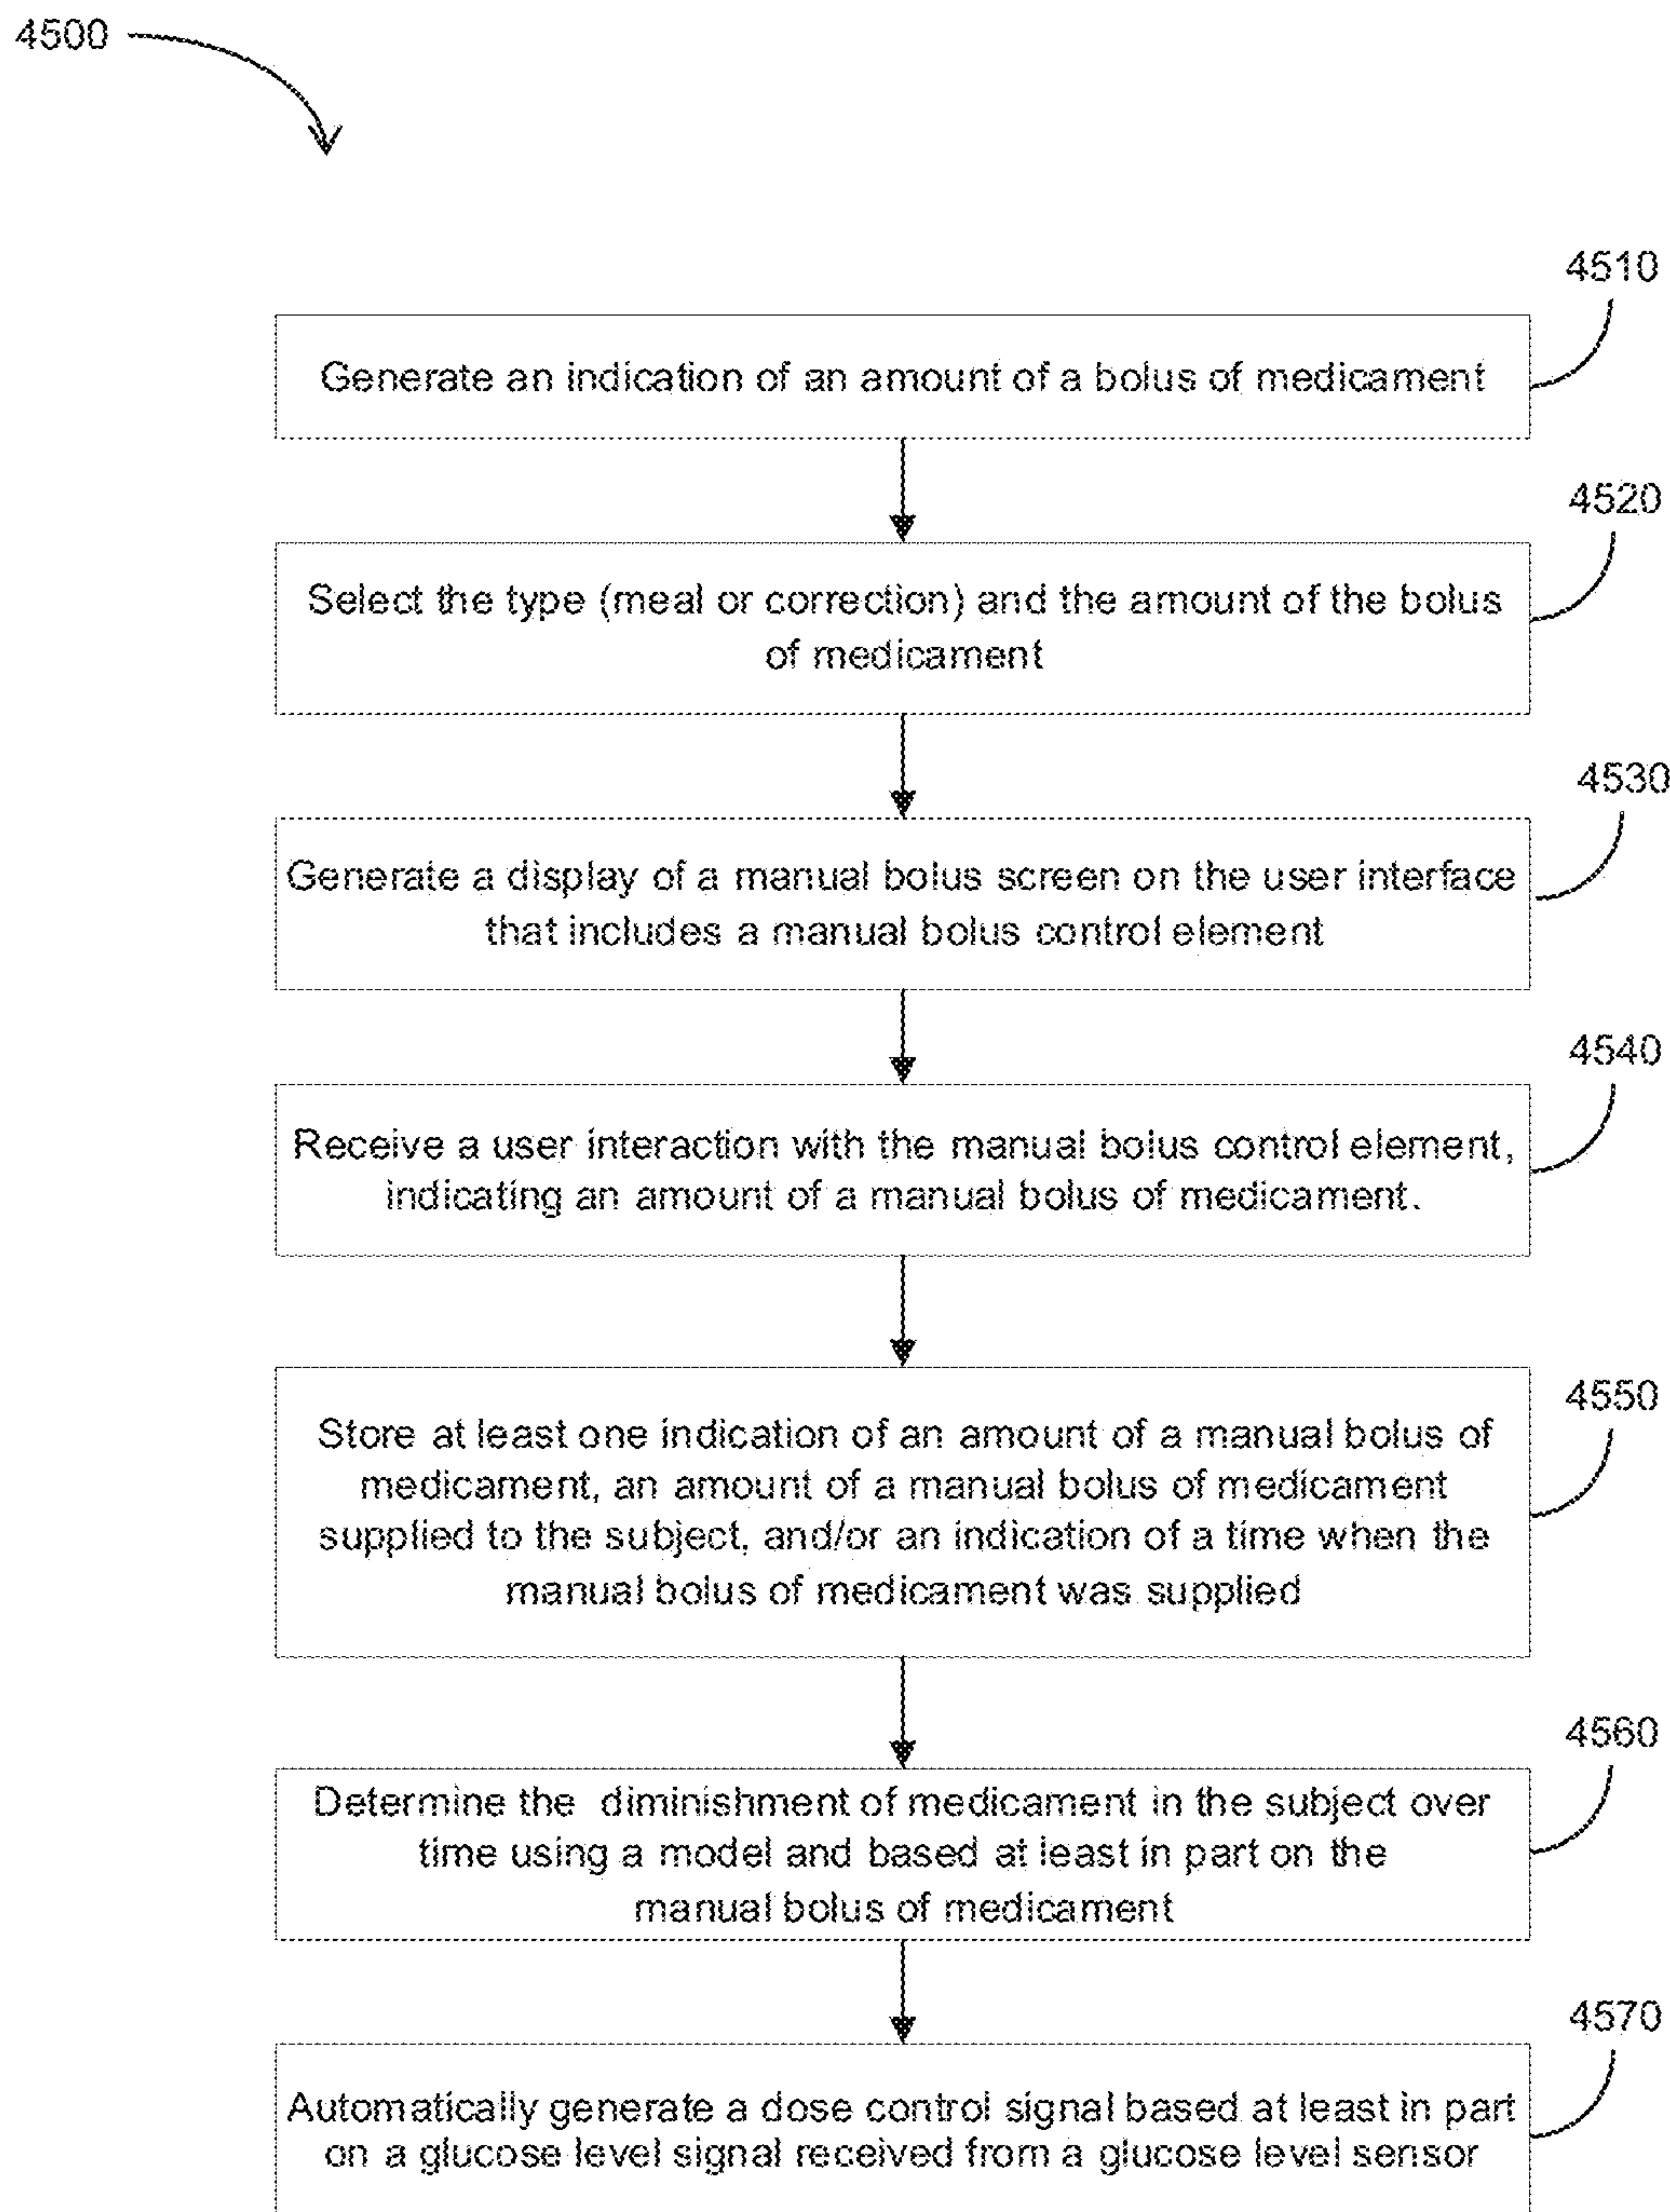 4500
4510
Generate an indication of an amount of a bolus of medicament
4520
Select the type (meal or correction) and the amount of the bolus
of medicament
4530
Generate a display of a manual bolus screen on the user interface
that includes a manual bolus control element
4540
Receive a user interaction with the manual bolus control element,
indicating an amount of a manual bolus of medicament.
4550
Store at least one indication of an amount of a manual bolus of
medicament, an amount of a manual bolus of medicament
supplied to the subject, and/or an indication of a time when the
manual bolus of medicament was supplied
4560
Determine the diminishment of medicament in the subject over
time using a model and based at least in part on the
manual bolus of medicament
4570
Automatically generate a dose control signal based at least in part
on a glucose level signal received from a glucose level sensor